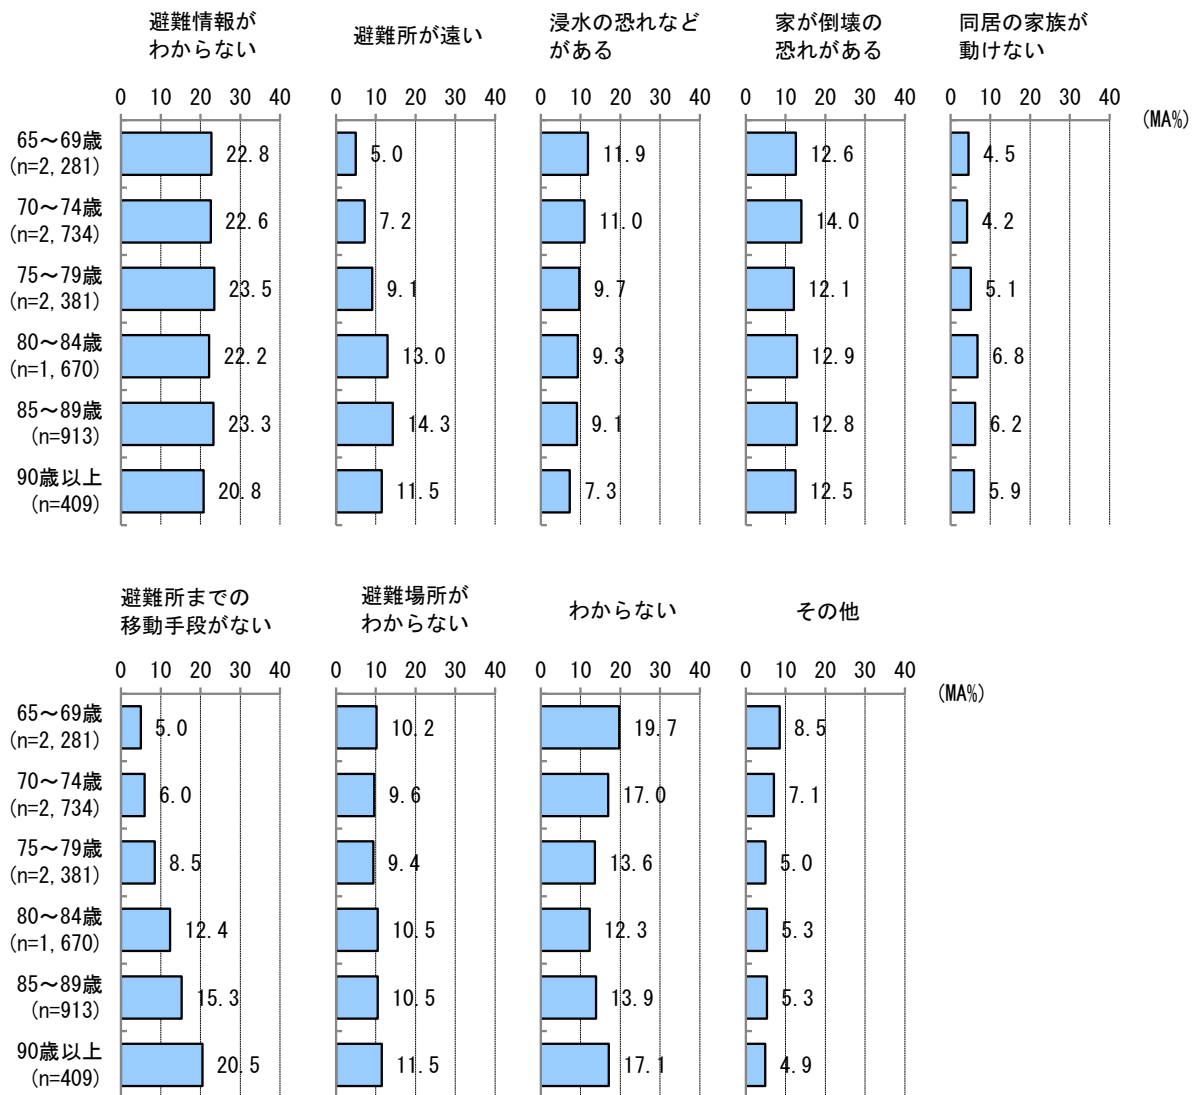 避難情報が
わからない
避難所が遠い
浸水の恐れなど
がある
家が倒壊の
恐れがある
同居の家族が
動けない
0 10 20 30 40 0 10 20 30 40 0 10 20 30 40 0 10 20 30 40 0 10 20 30 40
(MA%)
65～69歳
(n=2,281)
22.8 5.0 11.9 12.6 4.5
70～74歳
(n=2,734)
22.6 7.2 11.0 14.0 4.2
75～79歳
(n=2,381)
23.5 9.1 9.7 12.1 5.1
80～84歳
(n=1,670)
22.2 13.0 9.3 12.9 6.8
85～89歳
(n=913)
23.3 14.3 9.1 12.8 6.2
90歳以上
(n=409)
20.8 11.5 7.3 12.5 5.9
避難所までの
移動手段がない
避難場所が
わからない
わからない
その他
0 10 20 30 40 0 10 20 30 40 0 10 20 30 40 0 10 20 30 40
(MA%)
65～69歳
(n=2,281)
5.0 10.2 19.7 8.5
70～74歳
(n=2,734)
6.0 9.6 17.0 7.1
75～79歳
(n=2,381)
8.5 9.4 13.6 5.0
80～84歳
(n=1,670)
12.4 10.5 12.3 5.3
85～89歳
(n=913)
15.3 10.5 13.9 5.3
90歳以上
(n=409)
20.5 11.5 17.1 4.9